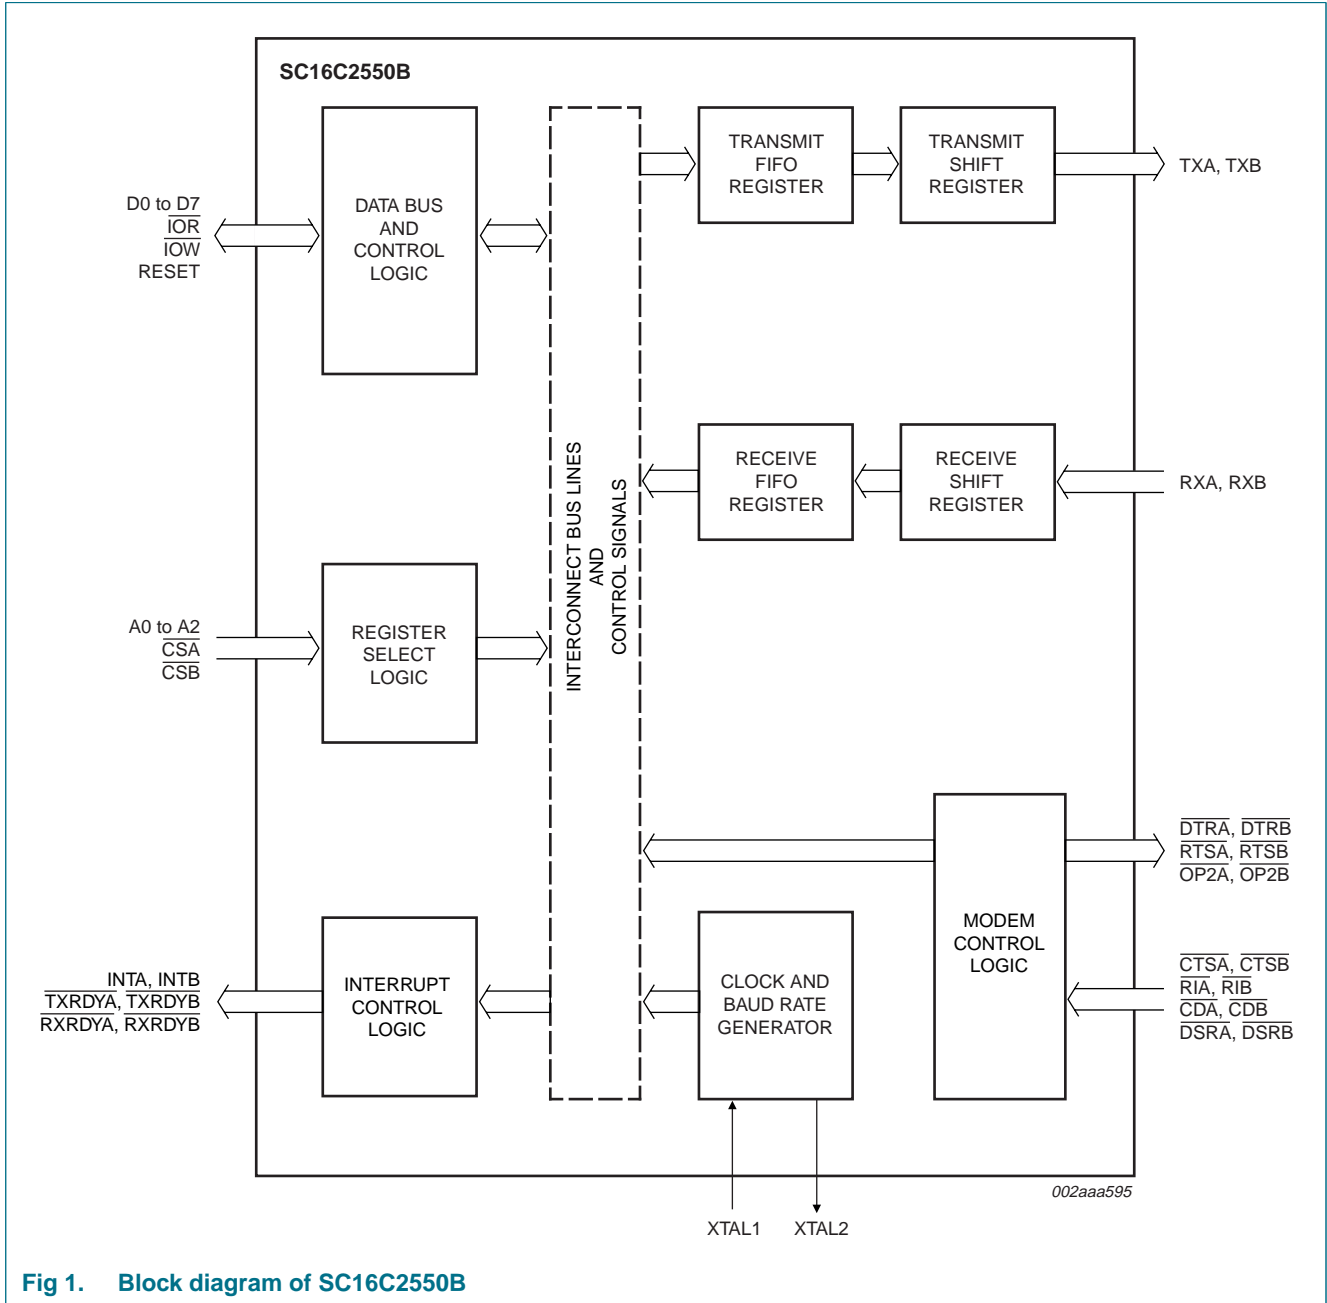 SC16C2550B
D0 to D7
IOR
IOW
RESET
DATA BUS
AND
CONTROL
LOGIC
TRANSMIT
FIFO
REGISTER
TRANSMIT
SHIFT
REGISTER
TXA, TXB
INTERCONNECT BUS LINES
AND
CONTROL SIGNALS
RECEIVE
FIFO
REGISTER
RECEIVE
SHIFT
REGISTER
RXA, RXB
A0 to A2
CSA
CSB
REGISTER
SELECT
LOGIC
DTRA, DTRB
RTSA, RTSB
OP2A, OP2B
MODEM
CONTROL
LOGIC
CTSA, CTSB
RIA, RIB
CDA, CDB
DSRA, DSRB
INTA, INTB
TXRDYA, TXRDYB
RXRDYA, RXRDYB
INTERRUPT
CONTROL
LOGIC
CLOCK AND
BAUD RATE
GENERATOR
002aaa595
XTAL1
XTAL2
Fig 1. Block diagram of SC16C2550B